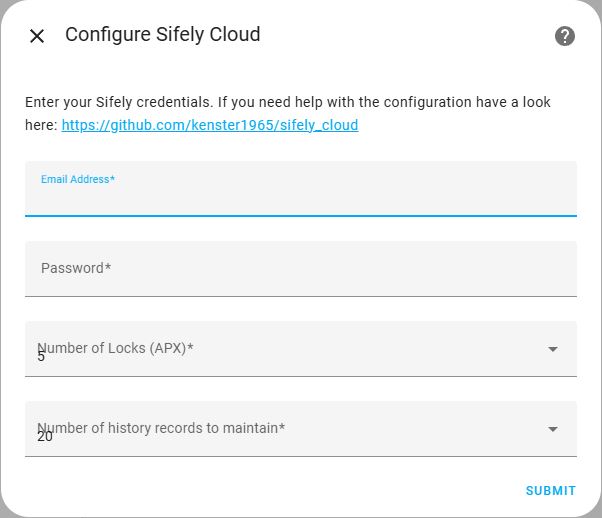 Configure Sifely Cloud
Enter your Sifely credentials. If you need help with the configuration have a look
here: https://github.com/kenster1965/sifely_cloud
Email Address*
Password*
Number of Locks (APX)*
5
Number of history records to maintain*
20
SUBMIT